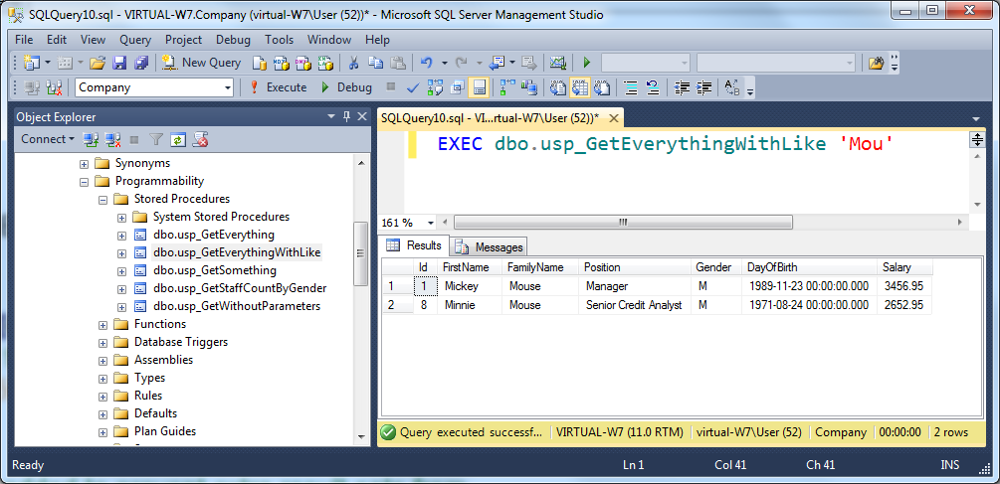 SQLQuery10.sql - VIRTUAL-W7.Company (virtual-W7\User (52))* - Microsoft SQL Server Management Studio
File Edit View Query Project Debug Tools Window Help
New Query
Company Execute Debug
Object Explorer
Connect
Synonyms
Programmability
Stored Procedures
System Stored Procedures
dbo.usp_GetEverything
dbo.usp_GetEverythingWithLike
dbo.usp_GetSomething
dbo.usp_GetStaffCountByGender
dbo.usp_GetWithoutParameters
Functions
Database Triggers
Assemblies
Types
Rules
Defaults
Plan Guides
SQLQuery10.sql - VI...rtual-W7\User (52))*
EXEC dbo.usp_GetEverythingWithLike 'Mou'
161 %
Results Messages
Id FirstName FamilyName Position Gender DayOfBirth Salary
1 1 Mickey Mouse Manager M 1989-11-23 00:00:00.000 3456.95
2 8 Minnie Mouse Senior Credit Analyst M 1971-08-24 00:00:00.000 2652.95
Query executed successf... VIRTUAL-W7 (11.0 RTM) virtual-W7\User (52) Company 00:00:00 2 rows
Ready Ln 1 Col 41 Ch 41 INS